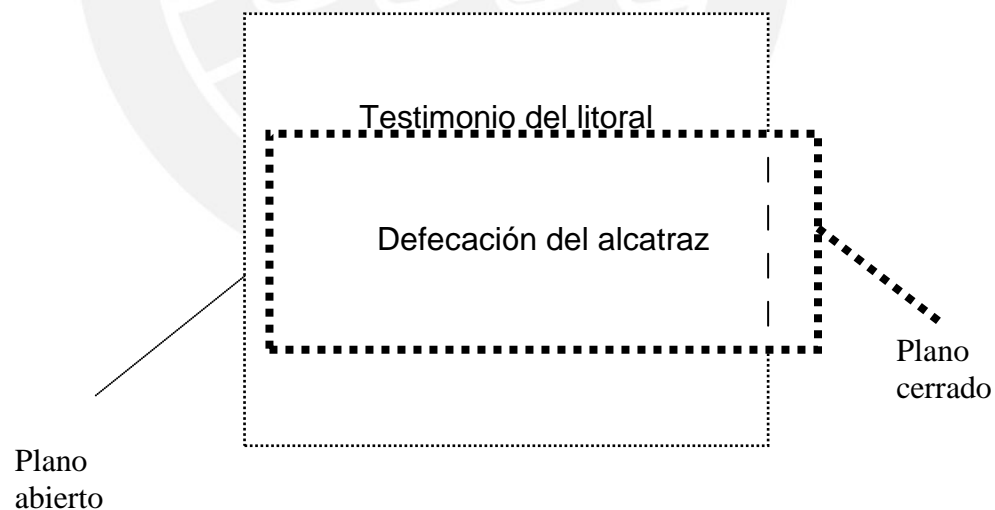 Testimonio del litoral
Defecación del alcatraz
Plano
cerrado
Plano
abierto